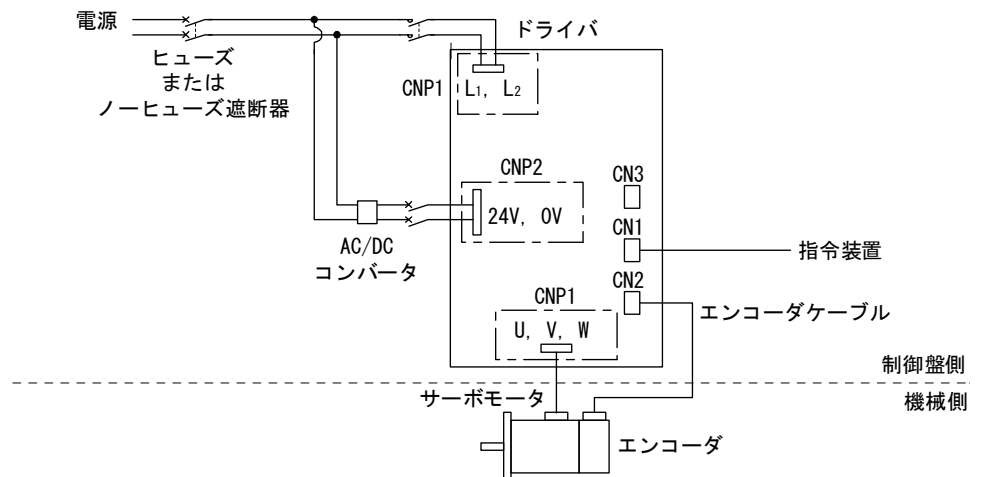 電源
ヒューズ
または
ノーヒューズ遮断器
ドライバ
CNP1
L1, L2
CNP2
24V, 0V
AC/DC
コンバータ
CN3
CN1
指令装置
CN2
エンコーダケーブル
CNP1
U, V, W
制御盤側
機械側
サーボモータ
エンコーダ